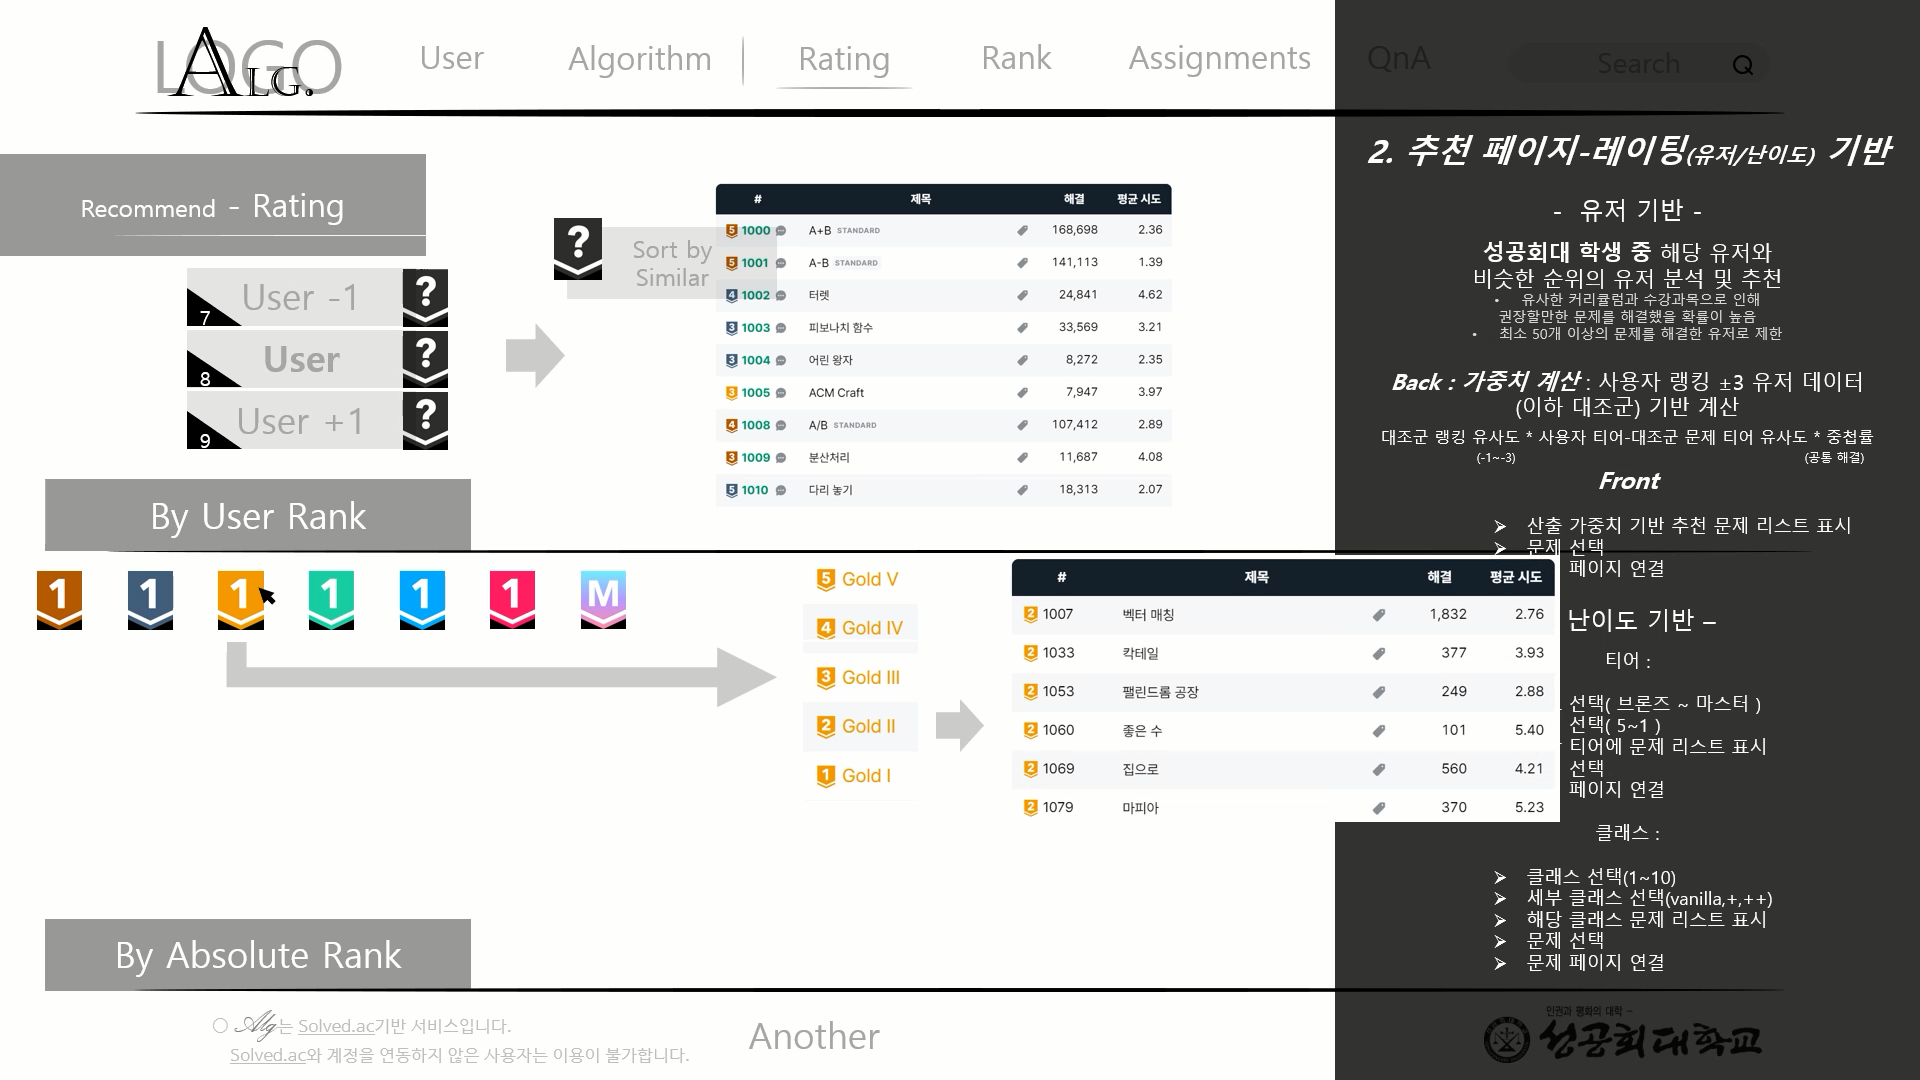 LOGO
ALG.
User
Algorithm
Rating
Rank
Assignments
QnA
Search
Recommend - Rating
7 User -1 ?
8 User ?
9 User +1 ?
?
Sort by
Similar
# 제목 해결 평균 시도
5 1000 A+B STANDARD 168,698 2.36
5 1001 A-B STANDARD 141,113 1.39
4 1002 터렛 24,841 4.62
3 1003 피보나치 함수 33,569 3.21
3 1004 어린 왕자 8,272 2.35
3 1005 ACM Craft 7,947 3.97
4 1008 A/B STANDARD 107,412 2.89
3 1009 분산처리 11,687 4.08
5 1010 다리 놓기 18,313 2.07
By User Rank
1 1 1 1 1 1 M
5 Gold V
4 Gold IV
3 Gold III
2 Gold II
1 Gold I
# 제목 해결 평균 시도
2 1007 벡터 매칭 1,832 2.76
2 1033 칵테일 377 3.93
2 1053 팰린드롬 공장 249 2.88
2 1060 좋은 수 101 5.40
2 1069 집으로 560 4.21
2 1079 마피아 370 5.23
By Absolute Rank
○ Alg는 Solved.ac기반 서비스입니다.
Solved.ac와 계정을 연동하지 않은 사용자는 이용이 불가합니다.
Another
2. 추천 페이지-레이팅(유저/난이도) 기반
- 유저 기반 -
성공회대 학생 중 해당 유저와
비슷한 순위의 유저 분석 및 추천
• 유사한 커리큘럼과 수강과목으로 인해
권장할만한 문제를 해결했을 확률이 높음
• 최소 50개 이상의 문제를 해결한 유저로 제한
Back : 가중치 계산 : 사용자 랭킹 ±3 유저 데이터
(이하 대조군) 기반 계산
대조군 랭킹 유사도 * 사용자 티어-대조군 문제 티어 유사도 * 중첩률
(-1~-3) (공통 해결)
Front
➢ 산출 가중치 기반 추천 문제 리스트 표시
➢ 문제 선택
페이지 연결
난이도 기반 –
티어 :
선택( 브론즈 ~ 마스터 )
선택( 5~1 )
티어에 문제 리스트 표시
선택
페이지 연결
클래스 :
➢ 클래스 선택(1~10)
➢ 세부 클래스 선택(vanilla,+,++)
➢ 해당 클래스 문제 리스트 표시
➢ 문제 선택
➢ 문제 페이지 연결
인권과 평화의 대학 –
성공회대학교